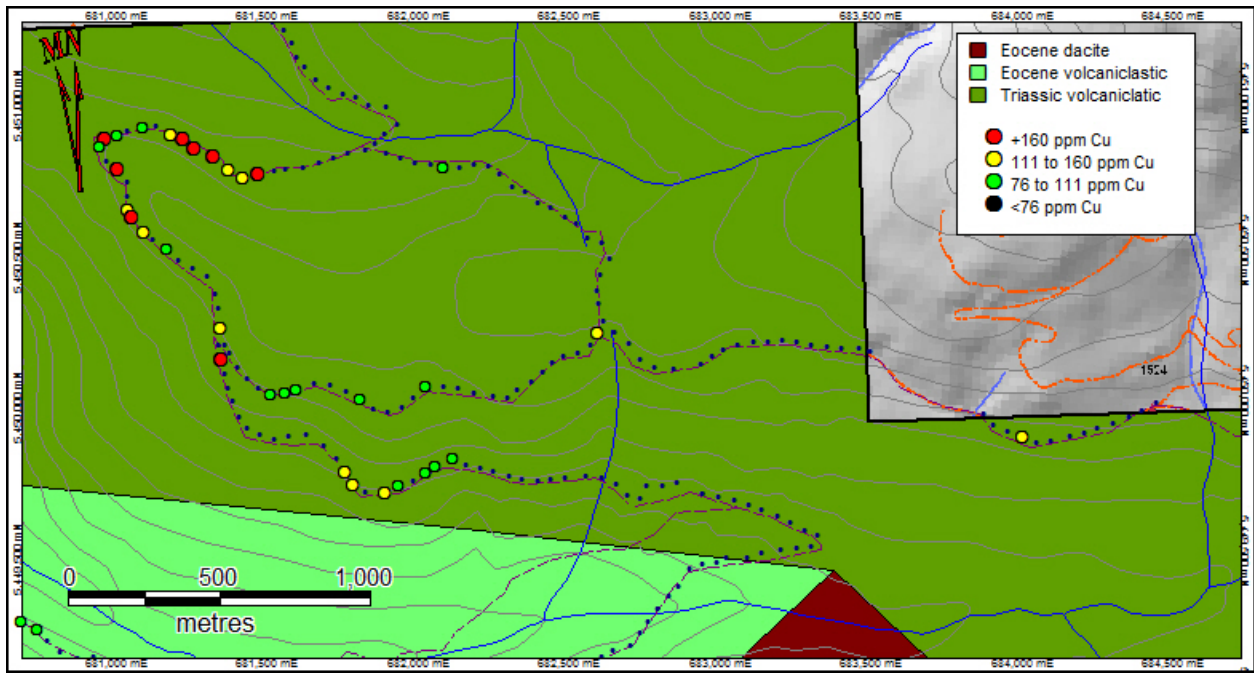 681,000 mE 681,500 mE 682,000 mE 682,500 mE 683,000 mE 683,500 mE 684,000 mE 684,500 mE
MN
Eocene dacite
Eocene volcaniclastic
Triassic volcaniclatic
+160 ppm Cu
111 to 160 ppm Cu
76 to 111 ppm Cu
<76 ppm Cu
1524
0 500 1,000
metres
681,000 mE 681,500 mE 682,000 mE 682,500 mE 683,000 mE 683,500 mE 684,000 mE 684,500 mE